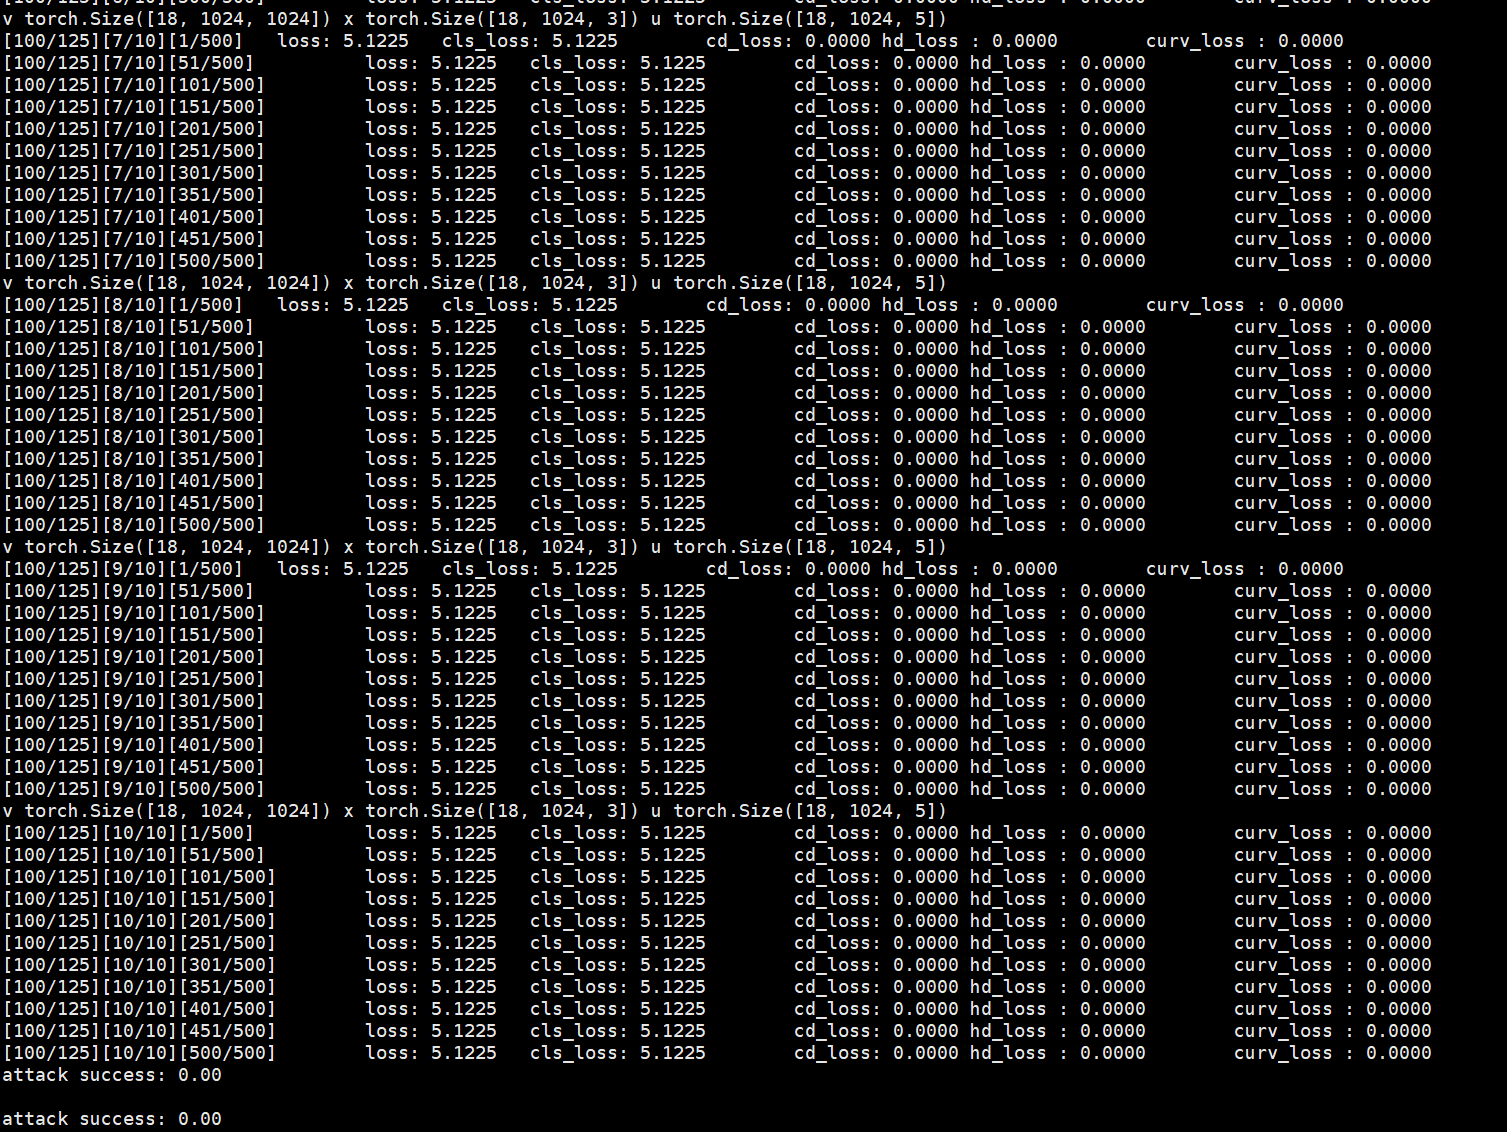 v torch.Size([18, 1024, 1024]) x torch.Size([18, 1024, 3]) u torch.Size([18, 1024, 5])
[100/125][7/10][1/500] loss: 5.1225 cls_loss: 5.1225 cd_loss: 0.0000 hd_loss : 0.0000 curv_loss : 0.0000
[100/125][7/10][51/500] loss: 5.1225 cls_loss: 5.1225 cd_loss: 0.0000 hd_loss : 0.0000 curv_loss : 0.0000
[100/125][7/10][101/500] loss: 5.1225 cls_loss: 5.1225 cd_loss: 0.0000 hd_loss : 0.0000 curv_loss : 0.0000
[100/125][7/10][151/500] loss: 5.1225 cls_loss: 5.1225 cd_loss: 0.0000 hd_loss : 0.0000 curv_loss : 0.0000
[100/125][7/10][201/500] loss: 5.1225 cls_loss: 5.1225 cd_loss: 0.0000 hd_loss : 0.0000 curv_loss : 0.0000
[100/125][7/10][251/500] loss: 5.1225 cls_loss: 5.1225 cd_loss: 0.0000 hd_loss : 0.0000 curv_loss : 0.0000
[100/125][7/10][301/500] loss: 5.1225 cls_loss: 5.1225 cd_loss: 0.0000 hd_loss : 0.0000 curv_loss : 0.0000
[100/125][7/10][351/500] loss: 5.1225 cls_loss: 5.1225 cd_loss: 0.0000 hd_loss : 0.0000 curv_loss : 0.0000
[100/125][7/10][401/500] loss: 5.1225 cls_loss: 5.1225 cd_loss: 0.0000 hd_loss : 0.0000 curv_loss : 0.0000
[100/125][7/10][451/500] loss: 5.1225 cls_loss: 5.1225 cd_loss: 0.0000 hd_loss : 0.0000 curv_loss : 0.0000
[100/125][7/10][500/500] loss: 5.1225 cls_loss: 5.1225 cd_loss: 0.0000 hd_loss : 0.0000 curv_loss : 0.0000
v torch.Size([18, 1024, 1024]) x torch.Size([18, 1024, 3]) u torch.Size([18, 1024, 5])
[100/125][8/10][1/500] loss: 5.1225 cls_loss: 5.1225 cd_loss: 0.0000 hd_loss : 0.0000 curv_loss : 0.0000
[100/125][8/10][51/500] loss: 5.1225 cls_loss: 5.1225 cd_loss: 0.0000 hd_loss : 0.0000 curv_loss : 0.0000
[100/125][8/10][101/500] loss: 5.1225 cls_loss: 5.1225 cd_loss: 0.0000 hd_loss : 0.0000 curv_loss : 0.0000
[100/125][8/10][151/500] loss: 5.1225 cls_loss: 5.1225 cd_loss: 0.0000 hd_loss : 0.0000 curv_loss : 0.0000
[100/125][8/10][201/500] loss: 5.1225 cls_loss: 5.1225 cd_loss: 0.0000 hd_loss : 0.0000 curv_loss : 0.0000
[100/125][8/10][251/500] loss: 5.1225 cls_loss: 5.1225 cd_loss: 0.0000 hd_loss : 0.0000 curv_loss : 0.0000
[100/125][8/10][301/500] loss: 5.1225 cls_loss: 5.1225 cd_loss: 0.0000 hd_loss : 0.0000 curv_loss : 0.0000
[100/125][8/10][351/500] loss: 5.1225 cls_loss: 5.1225 cd_loss: 0.0000 hd_loss : 0.0000 curv_loss : 0.0000
[100/125][8/10][401/500] loss: 5.1225 cls_loss: 5.1225 cd_loss: 0.0000 hd_loss : 0.0000 curv_loss : 0.0000
[100/125][8/10][451/500] loss: 5.1225 cls_loss: 5.1225 cd_loss: 0.0000 hd_loss : 0.0000 curv_loss : 0.0000
[100/125][8/10][500/500] loss: 5.1225 cls_loss: 5.1225 cd_loss: 0.0000 hd_loss : 0.0000 curv_loss : 0.0000
v torch.Size([18, 1024, 1024]) x torch.Size([18, 1024, 3]) u torch.Size([18, 1024, 5])
[100/125][9/10][1/500] loss: 5.1225 cls_loss: 5.1225 cd_loss: 0.0000 hd_loss : 0.0000 curv_loss : 0.0000
[100/125][9/10][51/500] loss: 5.1225 cls_loss: 5.1225 cd_loss: 0.0000 hd_loss : 0.0000 curv_loss : 0.0000
[100/125][9/10][101/500] loss: 5.1225 cls_loss: 5.1225 cd_loss: 0.0000 hd_loss : 0.0000 curv_loss : 0.0000
[100/125][9/10][151/500] loss: 5.1225 cls_loss: 5.1225 cd_loss: 0.0000 hd_loss : 0.0000 curv_loss : 0.0000
[100/125][9/10][201/500] loss: 5.1225 cls_loss: 5.1225 cd_loss: 0.0000 hd_loss : 0.0000 curv_loss : 0.0000
[100/125][9/10][251/500] loss: 5.1225 cls_loss: 5.1225 cd_loss: 0.0000 hd_loss : 0.0000 curv_loss : 0.0000
[100/125][9/10][301/500] loss: 5.1225 cls_loss: 5.1225 cd_loss: 0.0000 hd_loss : 0.0000 curv_loss : 0.0000
[100/125][9/10][351/500] loss: 5.1225 cls_loss: 5.1225 cd_loss: 0.0000 hd_loss : 0.0000 curv_loss : 0.0000
[100/125][9/10][401/500] loss: 5.1225 cls_loss: 5.1225 cd_loss: 0.0000 hd_loss : 0.0000 curv_loss : 0.0000
[100/125][9/10][451/500] loss: 5.1225 cls_loss: 5.1225 cd_loss: 0.0000 hd_loss : 0.0000 curv_loss : 0.0000
[100/125][9/10][500/500] loss: 5.1225 cls_loss: 5.1225 cd_loss: 0.0000 hd_loss : 0.0000 curv_loss : 0.0000
v torch.Size([18, 1024, 1024]) x torch.Size([18, 1024, 3]) u torch.Size([18, 1024, 5])
[100/125][10/10][1/500] loss: 5.1225 cls_loss: 5.1225 cd_loss: 0.0000 hd_loss : 0.0000 curv_loss : 0.0000
[100/125][10/10][51/500] loss: 5.1225 cls_loss: 5.1225 cd_loss: 0.0000 hd_loss : 0.0000 curv_loss : 0.0000
[100/125][10/10][101/500] loss: 5.1225 cls_loss: 5.1225 cd_loss: 0.0000 hd_loss : 0.0000 curv_loss : 0.0000
[100/125][10/10][151/500] loss: 5.1225 cls_loss: 5.1225 cd_loss: 0.0000 hd_loss : 0.0000 curv_loss : 0.0000
[100/125][10/10][201/500] loss: 5.1225 cls_loss: 5.1225 cd_loss: 0.0000 hd_loss : 0.0000 curv_loss : 0.0000
[100/125][10/10][251/500] loss: 5.1225 cls_loss: 5.1225 cd_loss: 0.0000 hd_loss : 0.0000 curv_loss : 0.0000
[100/125][10/10][301/500] loss: 5.1225 cls_loss: 5.1225 cd_loss: 0.0000 hd_loss : 0.0000 curv_loss : 0.0000
[100/125][10/10][351/500] loss: 5.1225 cls_loss: 5.1225 cd_loss: 0.0000 hd_loss : 0.0000 curv_loss : 0.0000
[100/125][10/10][401/500] loss: 5.1225 cls_loss: 5.1225 cd_loss: 0.0000 hd_loss : 0.0000 curv_loss : 0.0000
[100/125][10/10][451/500] loss: 5.1225 cls_loss: 5.1225 cd_loss: 0.0000 hd_loss : 0.0000 curv_loss : 0.0000
[100/125][10/10][500/500] loss: 5.1225 cls_loss: 5.1225 cd_loss: 0.0000 hd_loss : 0.0000 curv_loss : 0.0000
attack success: 0.00
attack success: 0.00